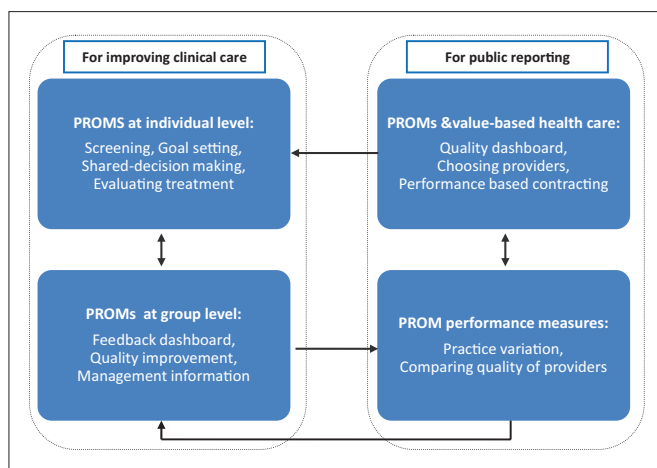 For improving clinical care
For public reporting
PROMS at individual level:
Screening, Goal setting,
Shared-decision making,
Evaluating treatment
PROMs &value-based health care:
Quality dashboard,
Choosing providers,
Performance based contracting
PROMs at group level:
Feedback dashboard,
Quality improvement,
Management information
PROM performance measures:
Practice variation,
Comparing quality of providers